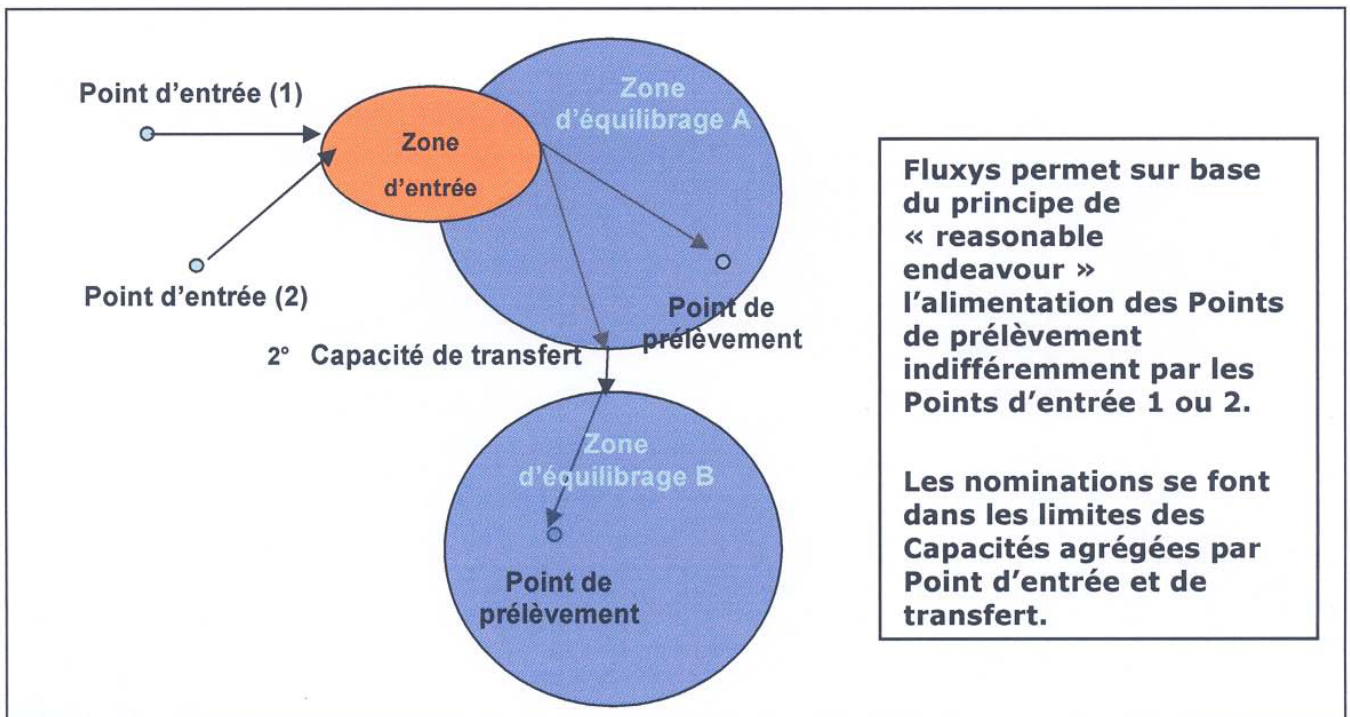 Point d'entrée (1)
Zone
d'entrée
Point d'entrée (2)
Zone
d'équilibrage A
Point de
prélèvement
2° Capacité de transfert
Zone
d'équilibrage B
Point de
prélèvement
Fluxys permet sur base
du principe de
« reasonable
endeavour »
l'alimentation des Points
de prélèvement
indifféremment par les
Points d'entrée 1 ou 2.
Les nominations se font
dans les limites des
Capacités agrégées par
Point d'entrée et de
transfert.